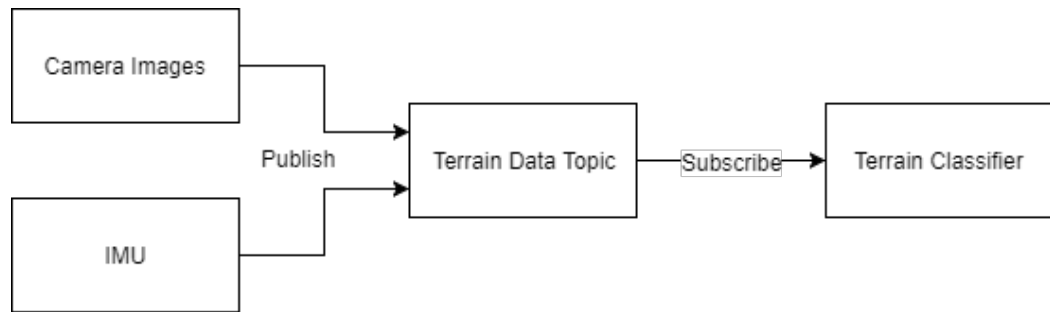 Camera Images
Publish
IMU
Terrain Data Topic
Subscribe
Terrain Classifier